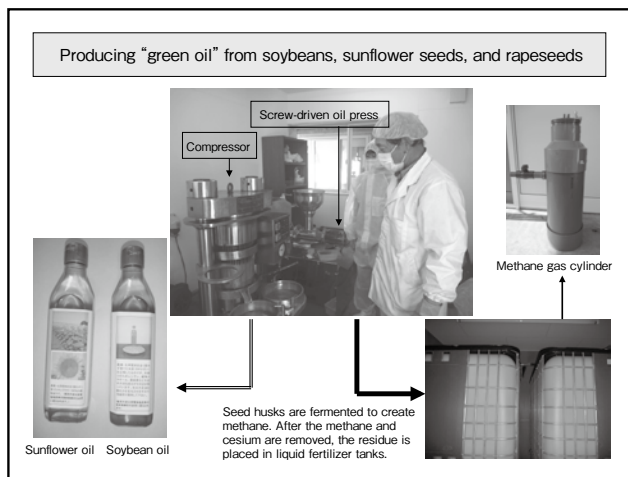 Producing “green oil” from soybeans, sunflower seeds, and rapeseeds
Screw-driven oil press
Compressor
Methane gas cylinder
Seed husks are fermented to create
methane. After the methane and
cesium are removed, the residue is
placed in liquid fertilizer tanks.
Sunflower oil
Soybean oil